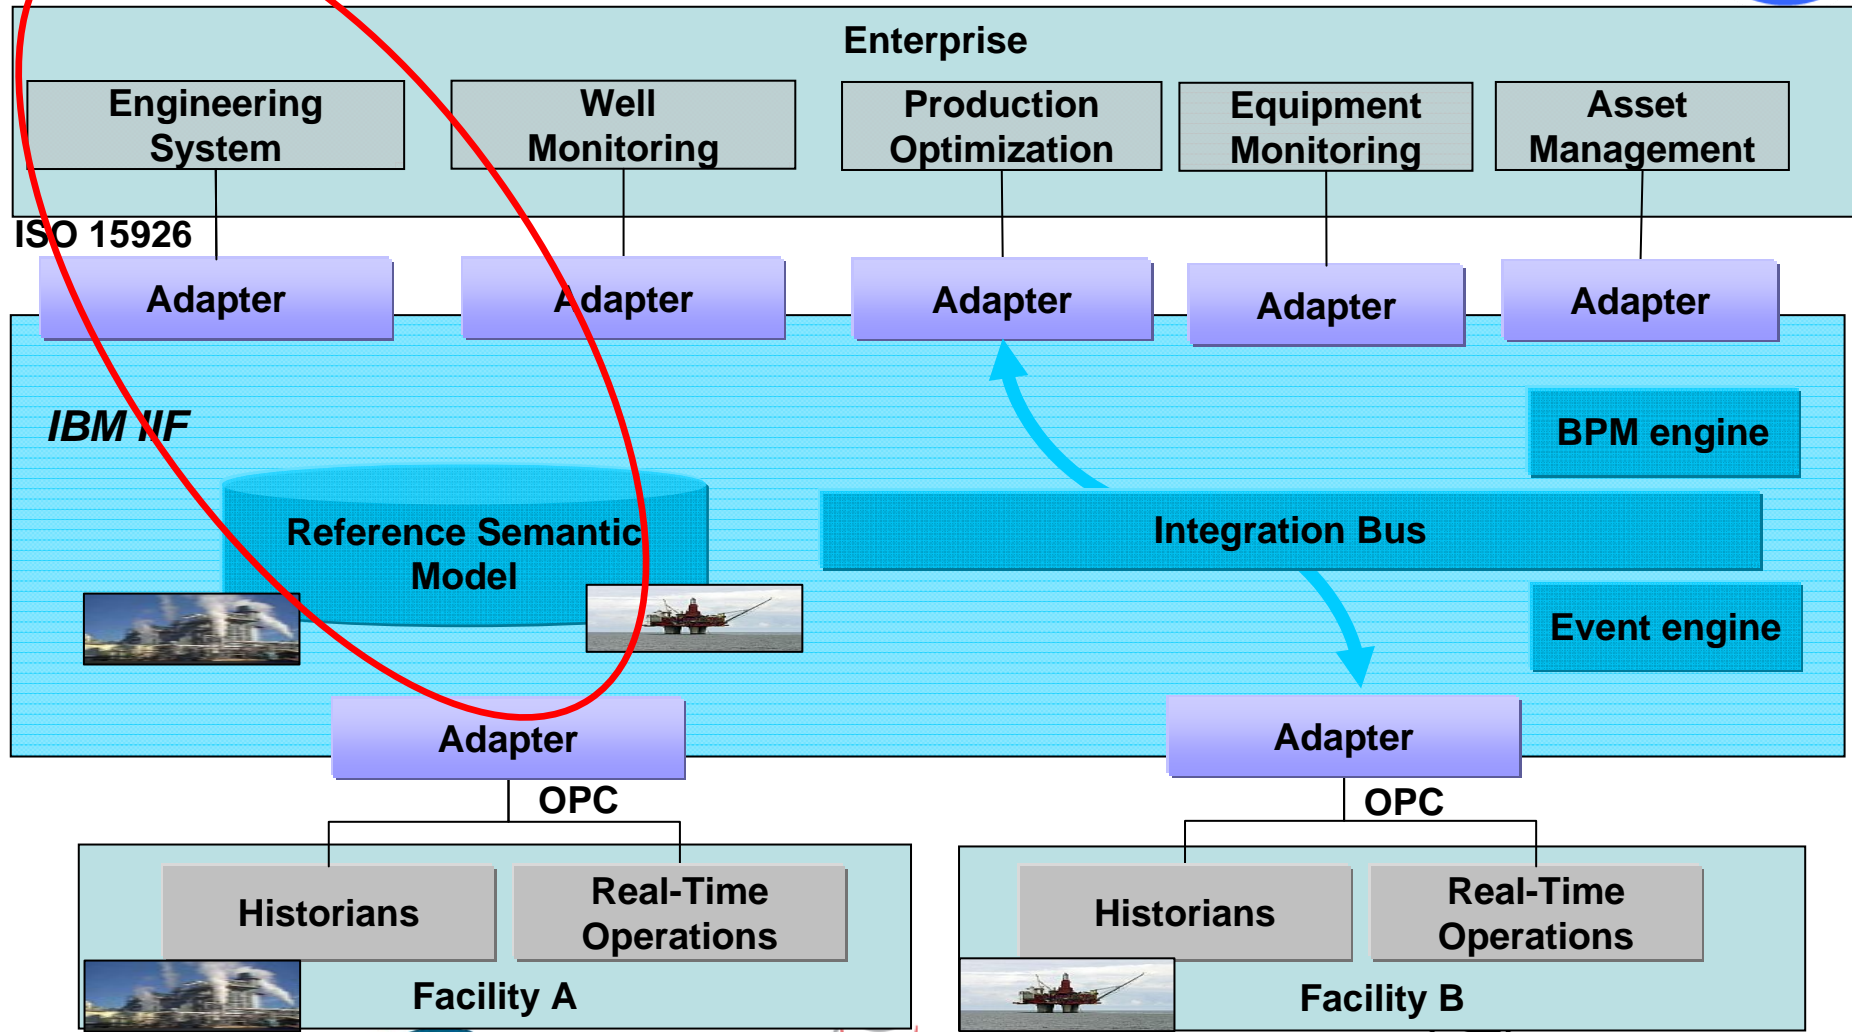 Enterprise
Engineering
System
Well
Monitoring
Production
Optimization
Equipment
Monitoring
Asset
Management
ISO 15926
Adapter
Adapter
Adapter
Adapter
Adapter
IBM IIF
BPM engine
Reference Semantic
Model
Integration Bus
Event engine
Adapter
Adapter
OPC
OPC
Historians
Real-Time
Operations
Historians
Real-Time
Operations
Facility A
Facility B